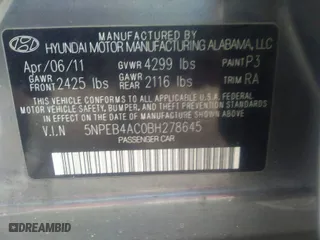 MANUFACTURED BY
HYUNDAI MOTOR MANUFACTURING ALABAMA, LLC
Apr/06/11 GVWR 4299 lbs PAINT P3
GAWR FRONT 2425 lbs GAWR REAR 2116 lbs TRIM RA
THIS VEHICLE CONFORMS TO ALL APPLICABLE
FEDERAL MOTOR VEHICLE SAFETY, BUMPER AND THEFT
PREVENTION STANDARDS IN EFFECT ON THE DATE OF
MANUFACTURE SHOWN ABOVE.
V.I.N 5NPEB4AC0BH278645
PASSENGER CAR